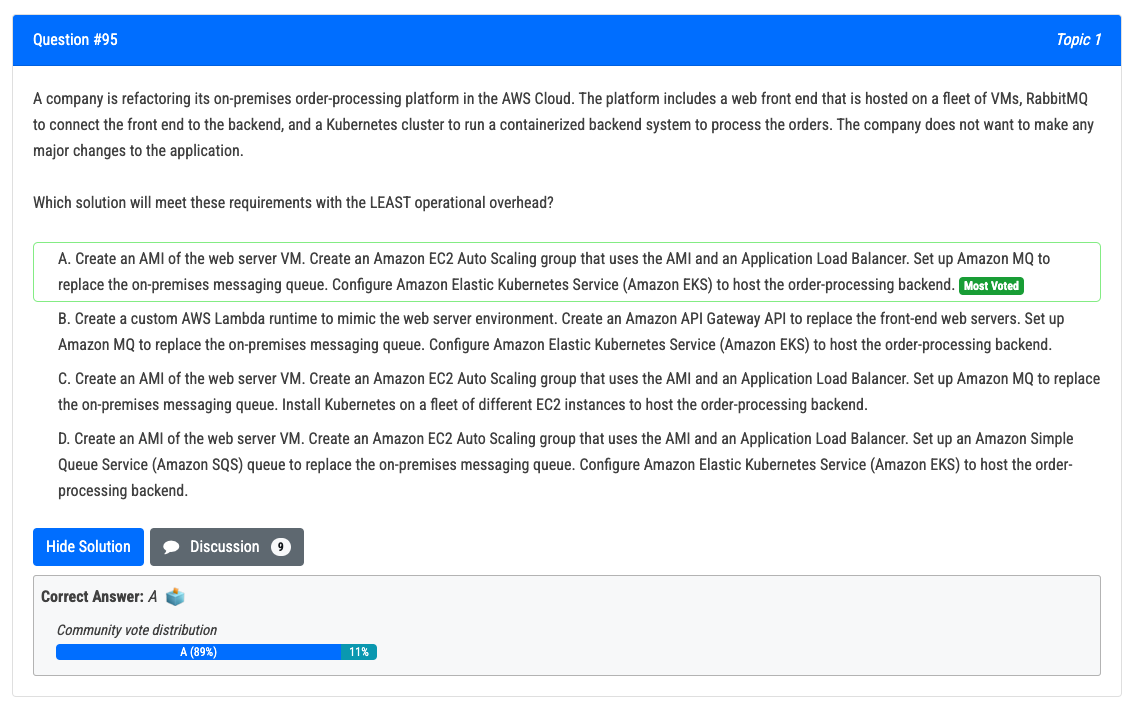 Question #95
Topic 1
A company is refactoring its on-premises order-processing platform in the AWS Cloud. The platform includes a web front end that is hosted on a fleet of VMs, RabbitMQ
to connect the front end to the backend, and a Kubernetes cluster to run a containerized backend system to process the orders. The company does not want to make any
major changes to the application.
Which solution will meet these requirements with the LEAST operational overhead?
A. Create an AMI of the web server VM. Create an Amazon EC2 Auto Scaling group that uses the AMI and an Application Load Balancer. Set up Amazon MQ to
replace the on-premises messaging queue. Configure Amazon Elastic Kubernetes Service (Amazon EKS) to host the order-processing backend. Most Voted
B. Create a custom AWS Lambda runtime to mimic the web server environment. Create an Amazon API Gateway API to replace the front-end web servers. Set up
Amazon MQ to replace the on-premises messaging queue. Configure Amazon Elastic Kubernetes Service (Amazon EKS) to host the order-processing backend.
C. Create an AMI of the web server VM. Create an Amazon EC2 Auto Scaling group that uses the AMI and an Application Load Balancer. Set up Amazon MQ to replace
the on-premises messaging queue. Install Kubernetes on a fleet of different EC2 instances to host the order-processing backend.
D. Create an AMI of the web server VM. Create an Amazon EC2 Auto Scaling group that uses the AMI and an Application Load Balancer. Set up an Amazon Simple
Queue Service (Amazon SQS) queue to replace the on-premises messaging queue. Configure Amazon Elastic Kubernetes Service (Amazon EKS) to host the order-
processing backend.
Hide Solution
Discussion 9
Correct Answer: A
Community vote distribution
A (89%) 11%